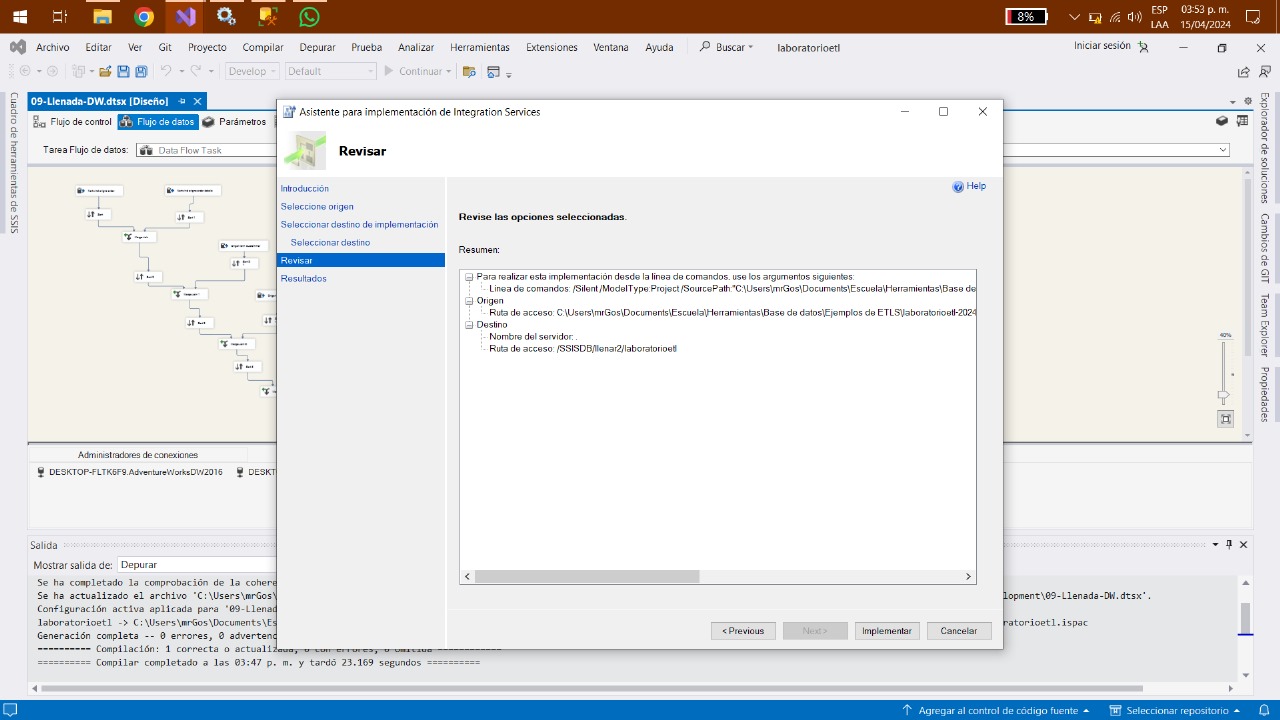 8%
ESP
LAA
03:53 p. m.
15/04/2024
Archivo Editar Ver Git Proyecto Compilar Depurar Prueba Analizar Herramientas Extensiones Ventana Ayuda Buscar laboratorioetl Iniciar sesión
Develop Default Continuar
Cuadro de herramientas de SSIS
09-Llenada-DW.dtsx [Diseño]
Flujo de control Flujo de datos Parámetros
Tarea Flujo de datos: Data Flow Task
40%
Administradores de conexiones
DESKTOP-FLTK6F9.AdventureWorksDW2016 DESKT
Asistente para implementación de Integration Services
Revisar
Help
Introducción
Seleccione origen
Seleccionar destino de implementación
Seleccionar destino
Revisar
Resultados
Revise las opciones seleccionadas.
Resumen:
Para realizar esta implementación desde la línea de comandos, use los argumentos siguientes:
Línea de comandos: /Silent /ModelType:Project /SourcePath:"C:\Users\mrGos\Documents\Escuela\Herramientas\Base de
Origen
Ruta de acceso: C:\Users\mrGos\Documents\Escuela\Herramientas\Base de datos\Ejemplos de ETLS\laboratorioetl-2024
Destino
Nombre del servidor: .
Ruta de acceso: /SSISDB/llenar2/laboratorioetl
< Previous Next > Implementar Cancelar
Explorador de soluciones
Cambios de GIT
Team Explorer
Propiedades
Salida
Mostrar salida de: Depurar
Se ha completado la comprobación de la cohere
Se ha actualizado el archivo 'C:\Users\mrGos\ lopment\09-Llenada-DW.dtsx'.
Configuración activa aplicada para '09-Llenad
laboratorioetl -> C:\Users\mrGos\Documents\Es ratorioetl.ispac
Generación completa -- 0 errores, 0 advertenc
========== Compilación: 1 correcta o actualizada, 0 con errores, 0 omitida ============
========== Compilar completado a las 03:47 p. m. y tardó 23.169 segundos ==========
Agregar al control de código fuente Seleccionar repositorio